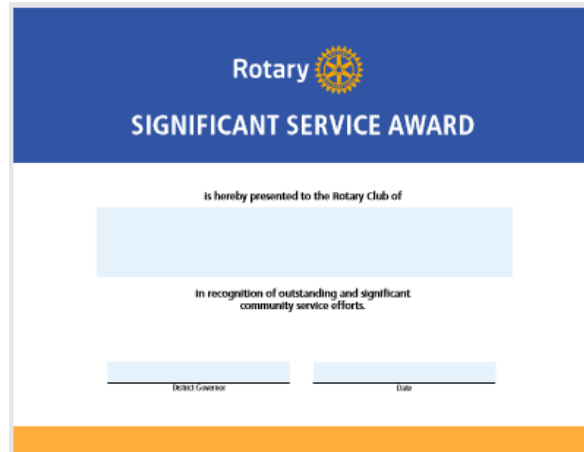 Rotary
SIGNIFICANT SERVICE AWARD
is hereby presented to the Rotary Club of
in recognition of outstanding and significant
community service efforts.
District Governor
Date